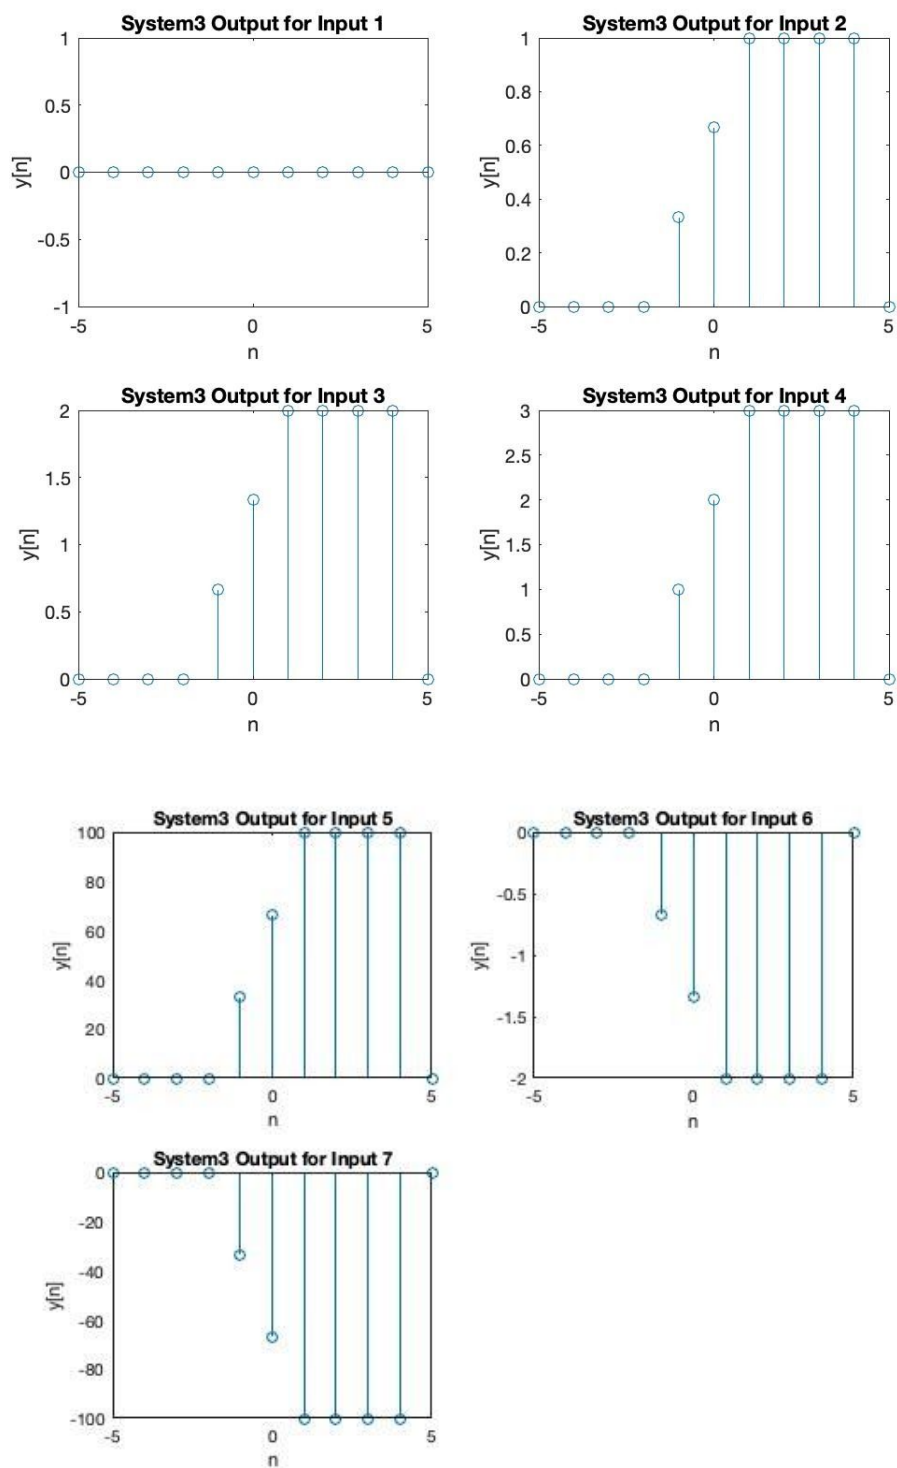 System3 Output for Input 1
1
0.5
0
-0.5
-1
y[n]
-5 0 5
n
System3 Output for Input 2
1
0.8
0.6
0.4
0.2
0
y[n]
-5 0 5
n
System3 Output for Input 3
2
1.5
1
0.5
0
y[n]
-5 0 5
n
System3 Output for Input 4
3
2.5
2
1.5
1
0.5
0
y[n]
-5 0 5
n
System3 Output for Input 5
100
80
60
40
20
0
y[n]
-5 0 5
n
System3 Output for Input 6
0
-0.5
-1
-1.5
-2
y[n]
-5 0 5
n
System3 Output for Input 7
0
-20
-40
-60
-80
-100
y[n]
-5 0 5
n